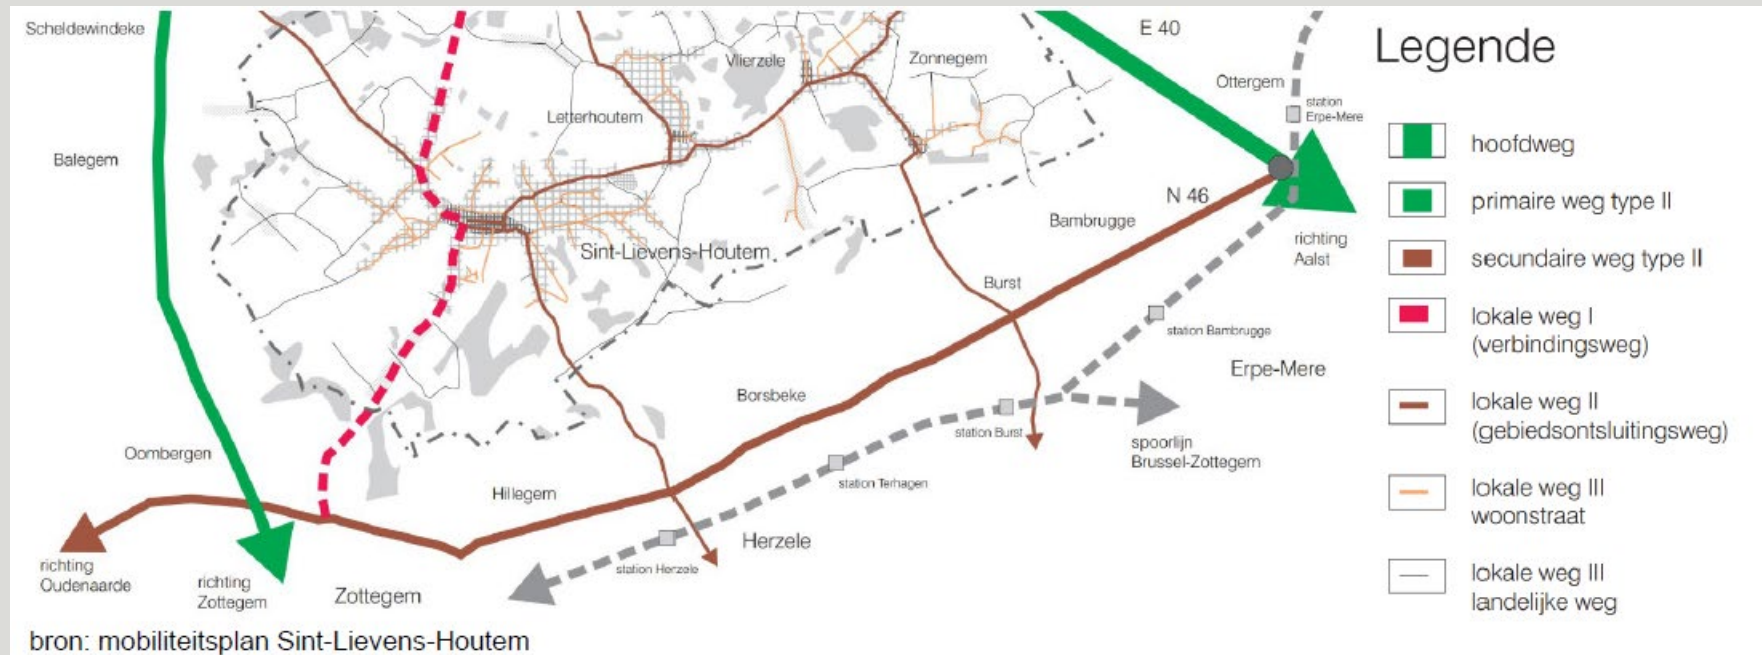 Scheldewindeke
E 40
Vlierzele
Zonnegem
Ottergem
station
Erpe-Mere
Letterhoutem
Balegem
N 46
Bambrugge
richting
Aalst
Sint-Lievens-Houtem
Burst
station Bambrugge
Erpe-Mere
Borsbeke
station Burst
spoorlijn
Brussel-Zottegem
Oombergen
station Terhagen
Hillegem
Herzele
station Herzele
richting
Oudenaarde
richting
Zottegem
Zottegem
Legende
hoofdweg
primaire weg type II
secundaire weg type II
lokale weg I
(verbindingsweg)
lokale weg II
(gebiedsontsluitingsweg)
lokale weg III
woonstraat
lokale weg III
landelijke weg
bron: mobiliteitsplan Sint-Lievens-Houtem